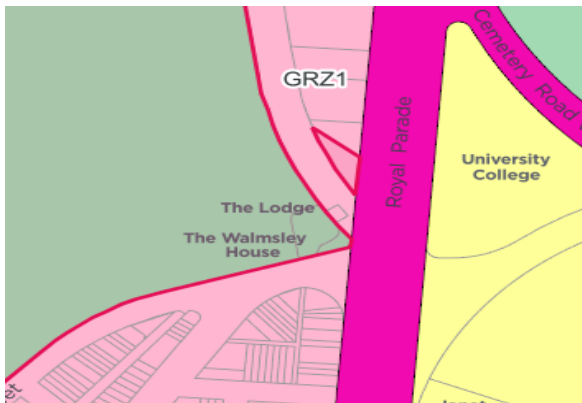 GRZ1
Cemetery Road
Royal Parade
University
College
The Lodge
The Walmsley
House